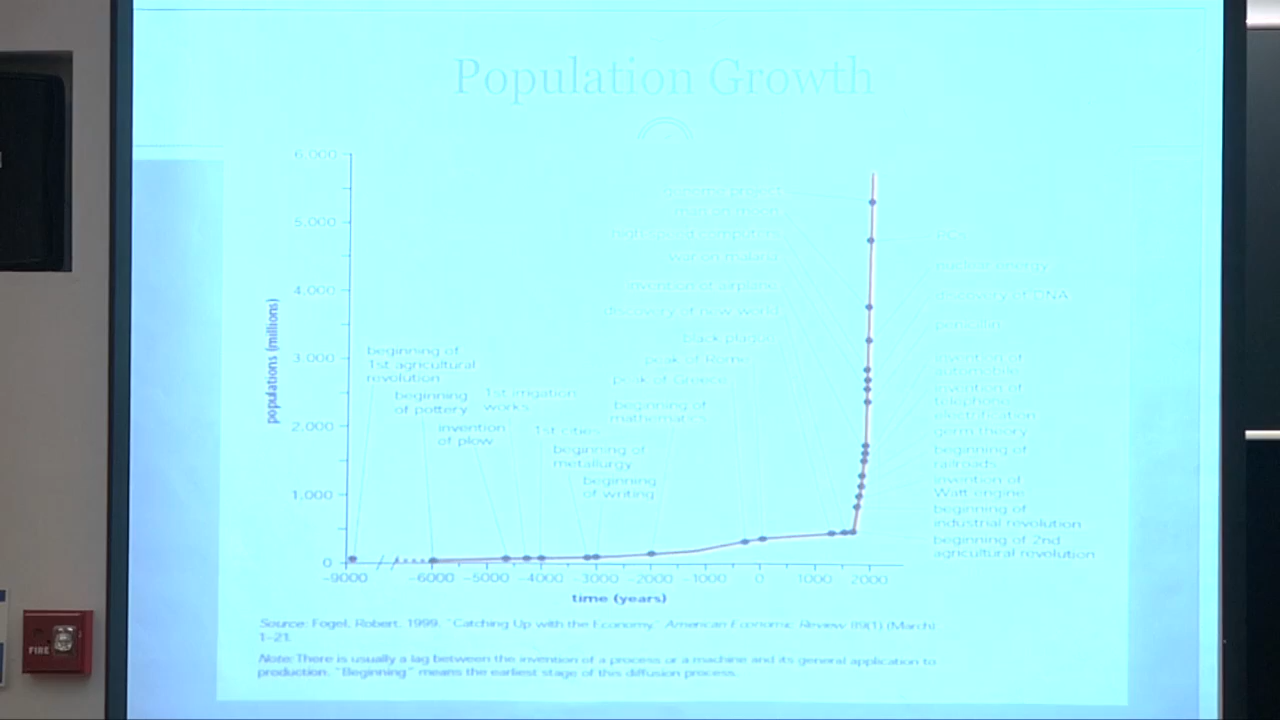 Population Growth
6,000
5,000
4,000
3,000
2,000
1,000
0
populations (millions)
beginning of
1st agricultural
revolution
beginning
of pottery
invention
of plow
1st irrigation
works
1st cities
beginning of
metallurgy
beginning
of writing
beginning of
mathematics
peak of Greece
peak of Rome
black plague
discovery of new world
invention of airplane
war on malaria
high-speed computers
man on moon
genome project
PCs
nuclear energy
discovery of DNA
penicillin
invention of
automobile
invention of
telephone
electrification
germ theory
beginning of
railroads
invention of
Watt engine
beginning of
industrial revolution
beginning of 2nd
agricultural revolution
-9000 -6000 -5000 -4000 -3000 -2000 -1000 0 1000 2000
time (years)
Source: Fogel, Robert. 1999. "Catching Up with the Economy." American Economic Review 89(1) (March)
1–21.
Note: There is usually a lag between the invention of a process or a machine and its general application to
production. "Beginning" means the earliest stage of this diffusion process.
FIRE